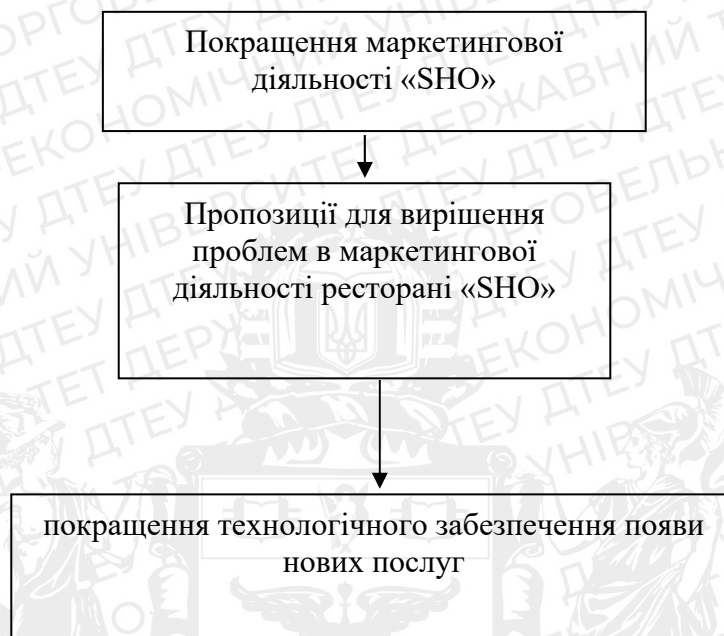 Покращення маркетингової
діяльності «SHO»
Пропозиції для вирішення
проблем в маркетингової
діяльності ресторані «SHO»
покращення технологічного забезпечення появи
нових послуг